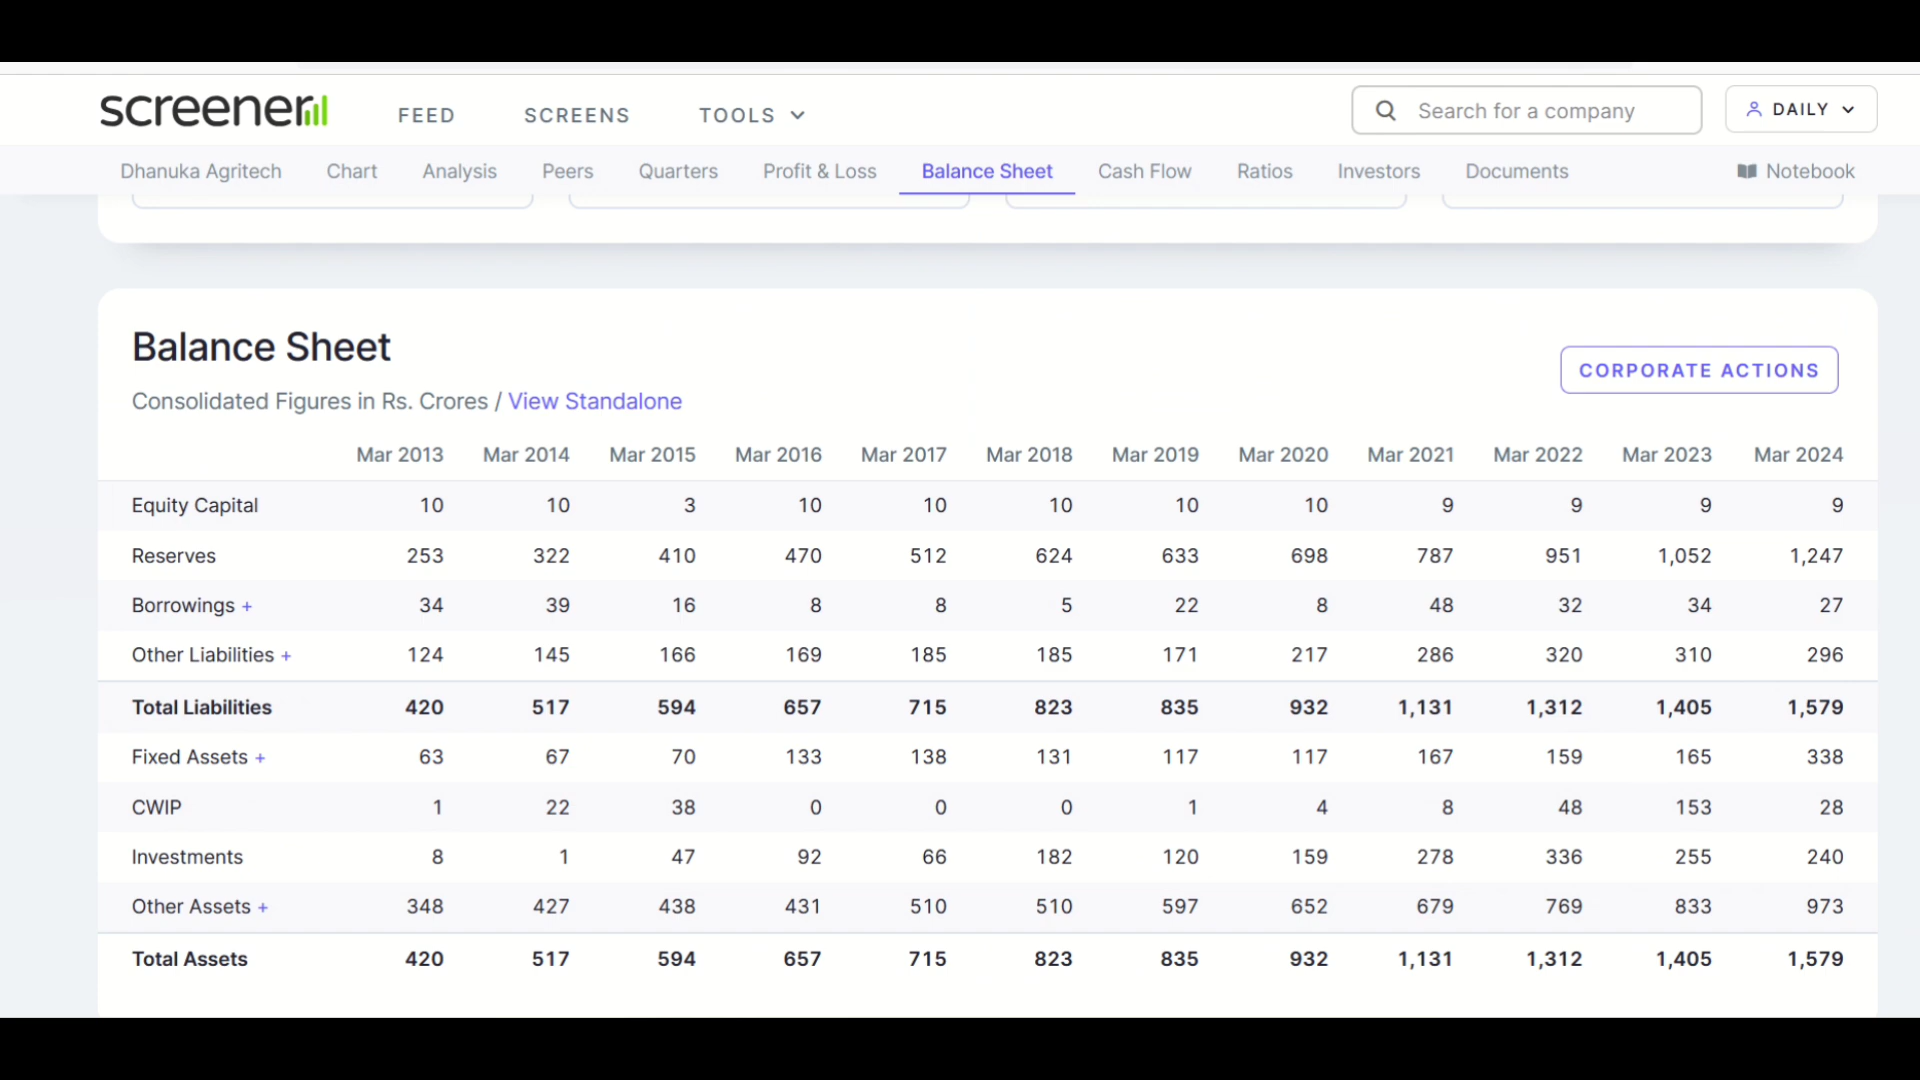 screener
FEED SCREENS TOOLS
Search for a company
DAILY
Dhanuka Agritech Chart Analysis Peers Quarters Profit & Loss Balance Sheet Cash Flow Ratios Investors Documents Notebook
Balance Sheet
CORPORATE ACTIONS
Consolidated Figures in Rs. Crores / View Standalone
Mar 2013 Mar 2014 Mar 2015 Mar 2016 Mar 2017 Mar 2018 Mar 2019 Mar 2020 Mar 2021 Mar 2022 Mar 2023 Mar 2024
Equity Capital 10 10 3 10 10 10 10 10 9 9 9 9
Reserves 253 322 410 470 512 624 633 698 787 951 1,052 1,247
Borrowings + 34 39 16 8 8 5 22 8 48 32 34 27
Other Liabilities + 124 145 166 169 185 185 171 217 286 320 310 296
Total Liabilities 420 517 594 657 715 823 835 932 1,131 1,312 1,405 1,579
Fixed Assets + 63 67 70 133 138 131 117 117 167 159 165 338
CWIP 1 22 38 0 0 0 1 4 8 48 153 28
Investments 8 1 47 92 66 182 120 159 278 336 255 240
Other Assets + 348 427 438 431 510 510 597 652 679 769 833 973
Total Assets 420 517 594 657 715 823 835 932 1,131 1,312 1,405 1,579